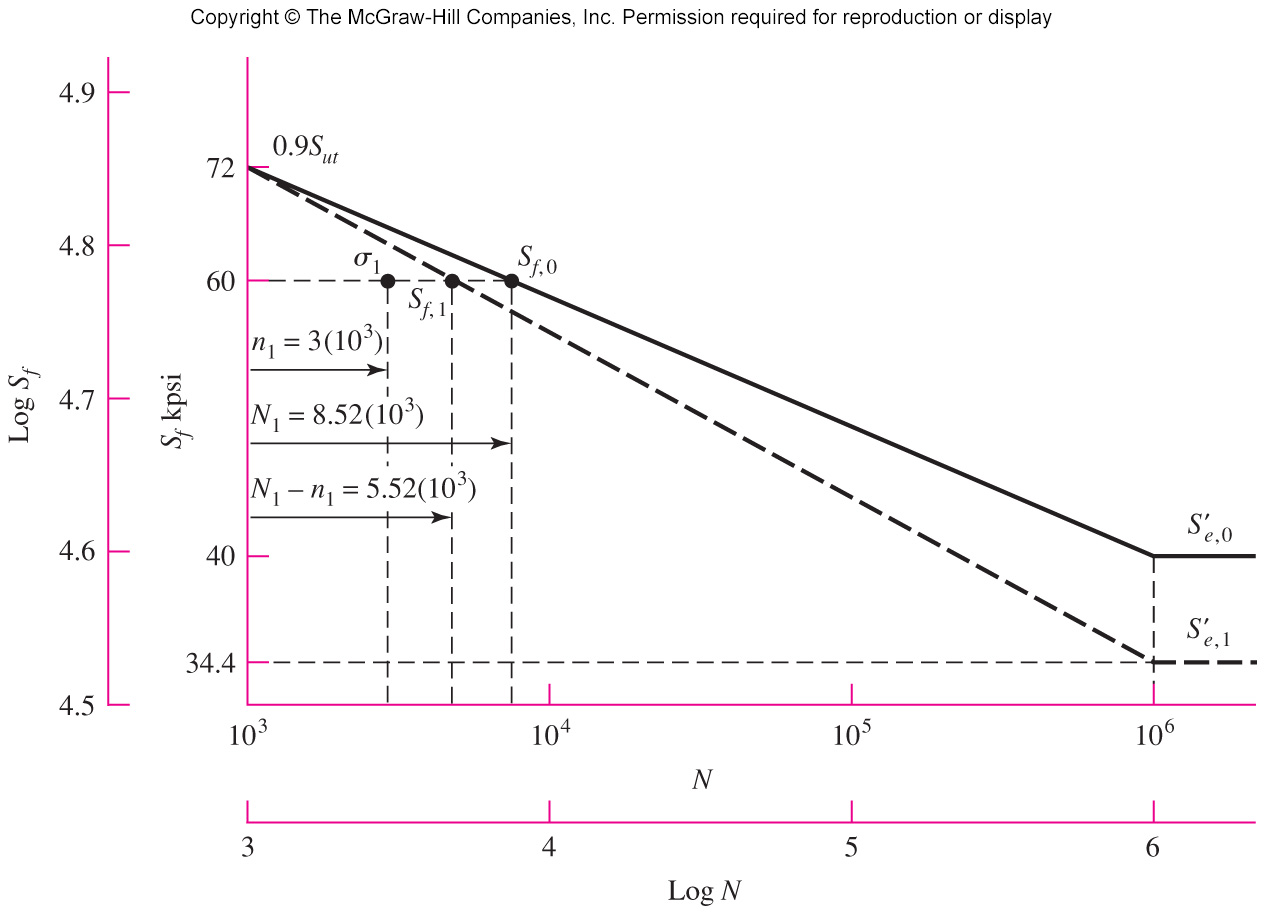 Copyright © The McGraw-Hill Companies, Inc. Permission required for reproduction or display
4.9
4.8
4.7
4.6
4.5
Log S_f
72
60
40
34.4
S_f kpsi
0.9S_ut
σ_1
S_f,0
S_f,1
n_1 = 3(10^3)
N_1 = 8.52(10^3)
N_1 – n_1 = 5.52(10^3)
S′_e,0
S′_e,1
10^3 10^4 10^5 10^6
N
3 4 5 6
Log N